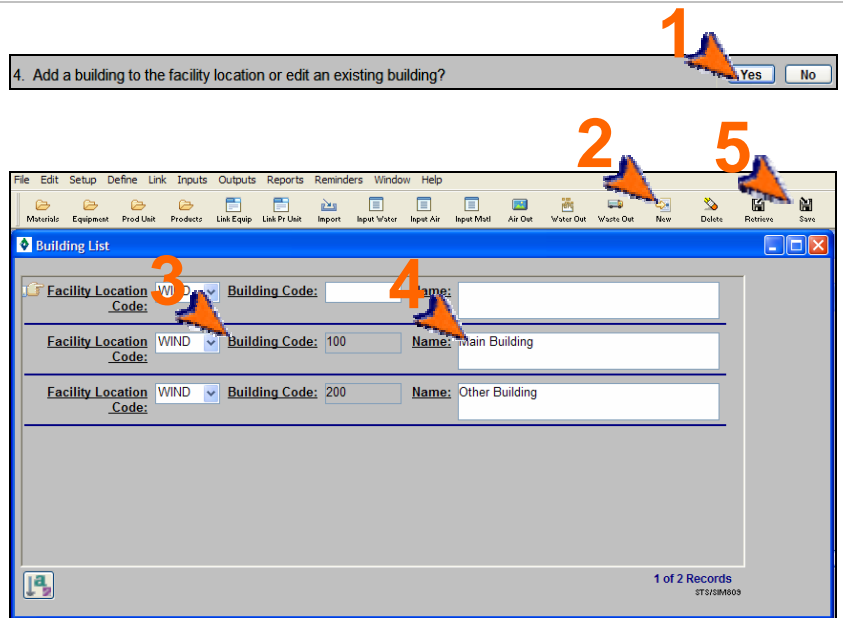 1
4. Add a building to the facility location or edit an existing building? Yes No
2 5
File Edit Setup Define Link Inputs Outputs Reports Reminders Window Help
Materials Equipment Prod Unit Products Link Equip Link Pr Unit Import Input Water Input Air Input Matl Air Out Water Out Waste Out New Delete Retrieve Save
Building List
3 4
Facility Location Code: WIND Building Code: Name:
Facility Location Code: WIND Building Code: 100 Name: Main Building
Facility Location Code: WIND Building Code: 200 Name: Other Building
1 of 2 Records
STS/SIM809